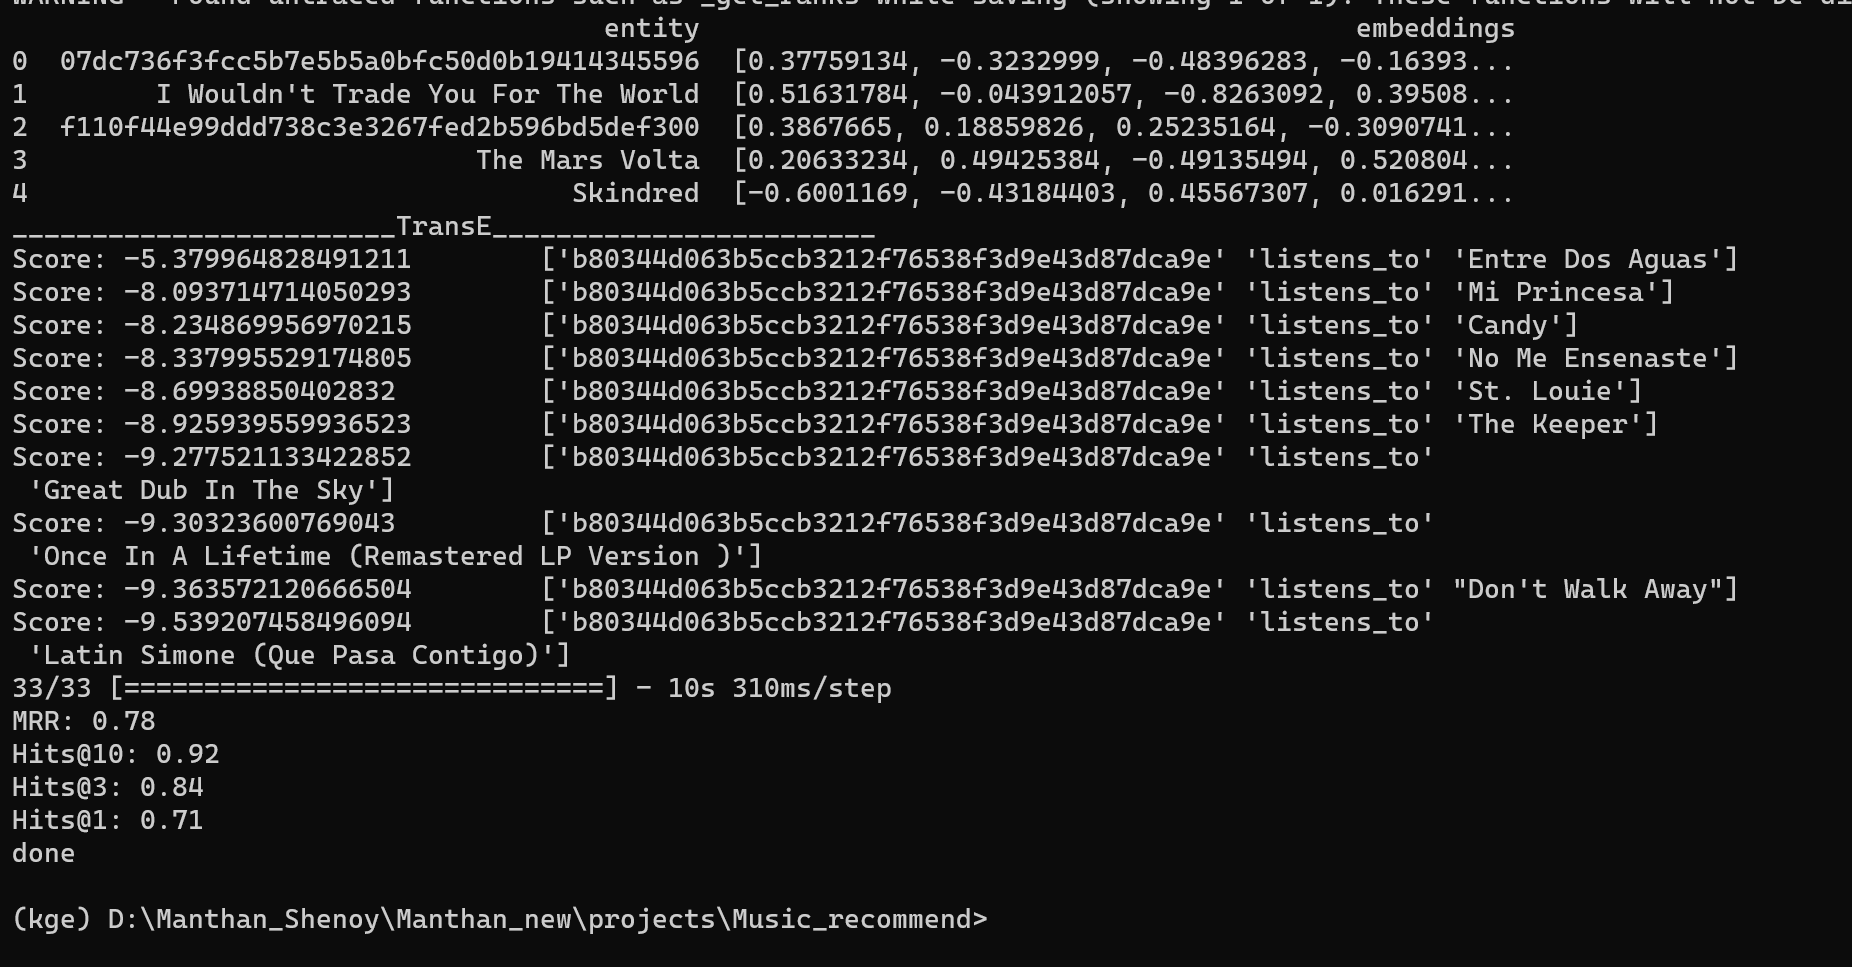 entity embeddings
0 07dc736f3fcc5b7e5b5a0bfc50d0b19414345596 [0.37759134, -0.3232999, -0.48396283, -0.16393...
1 I Wouldn't Trade You For The World [0.51631784, -0.043912057, -0.8263092, 0.39508...
2 f110f44e99ddd738c3e3267fed2b596bd5def300 [0.3867665, 0.18859826, 0.25235164, -0.3090741...
3 The Mars Volta [0.20633234, 0.49425384, -0.49135494, 0.520804...
4 Skindred [-0.6001169, -0.43184403, 0.45567307, 0.016291...
________________________TransE________________________
Score: -5.379964828491211 ['b80344d063b5ccb3212f76538f3d9e43d87dca9e' 'listens_to' 'Entre Dos Aguas']
Score: -8.093714714050293 ['b80344d063b5ccb3212f76538f3d9e43d87dca9e' 'listens_to' 'Mi Princesa']
Score: -8.234869956970215 ['b80344d063b5ccb3212f76538f3d9e43d87dca9e' 'listens_to' 'Candy']
Score: -8.337995529174805 ['b80344d063b5ccb3212f76538f3d9e43d87dca9e' 'listens_to' 'No Me Ensenaste']
Score: -8.69938850402832 ['b80344d063b5ccb3212f76538f3d9e43d87dca9e' 'listens_to' 'St. Louie']
Score: -8.925939559936523 ['b80344d063b5ccb3212f76538f3d9e43d87dca9e' 'listens_to' 'The Keeper']
Score: -9.277521133422852 ['b80344d063b5ccb3212f76538f3d9e43d87dca9e' 'listens_to'
'Great Dub In The Sky']
Score: -9.30323600769043 ['b80344d063b5ccb3212f76538f3d9e43d87dca9e' 'listens_to'
'Once In A Lifetime (Remastered LP Version )']
Score: -9.363572120666504 ['b80344d063b5ccb3212f76538f3d9e43d87dca9e' 'listens_to' "Don't Walk Away"]
Score: -9.539207458496094 ['b80344d063b5ccb3212f76538f3d9e43d87dca9e' 'listens_to'
'Latin Simone (Que Pasa Contigo)']
33/33 [==============================] - 10s 310ms/step
MRR: 0.78
Hits@10: 0.92
Hits@3: 0.84
Hits@1: 0.71
done
(kge) D:\Manthan_Shenoy\Manthan_new\projects\Music_recommend>